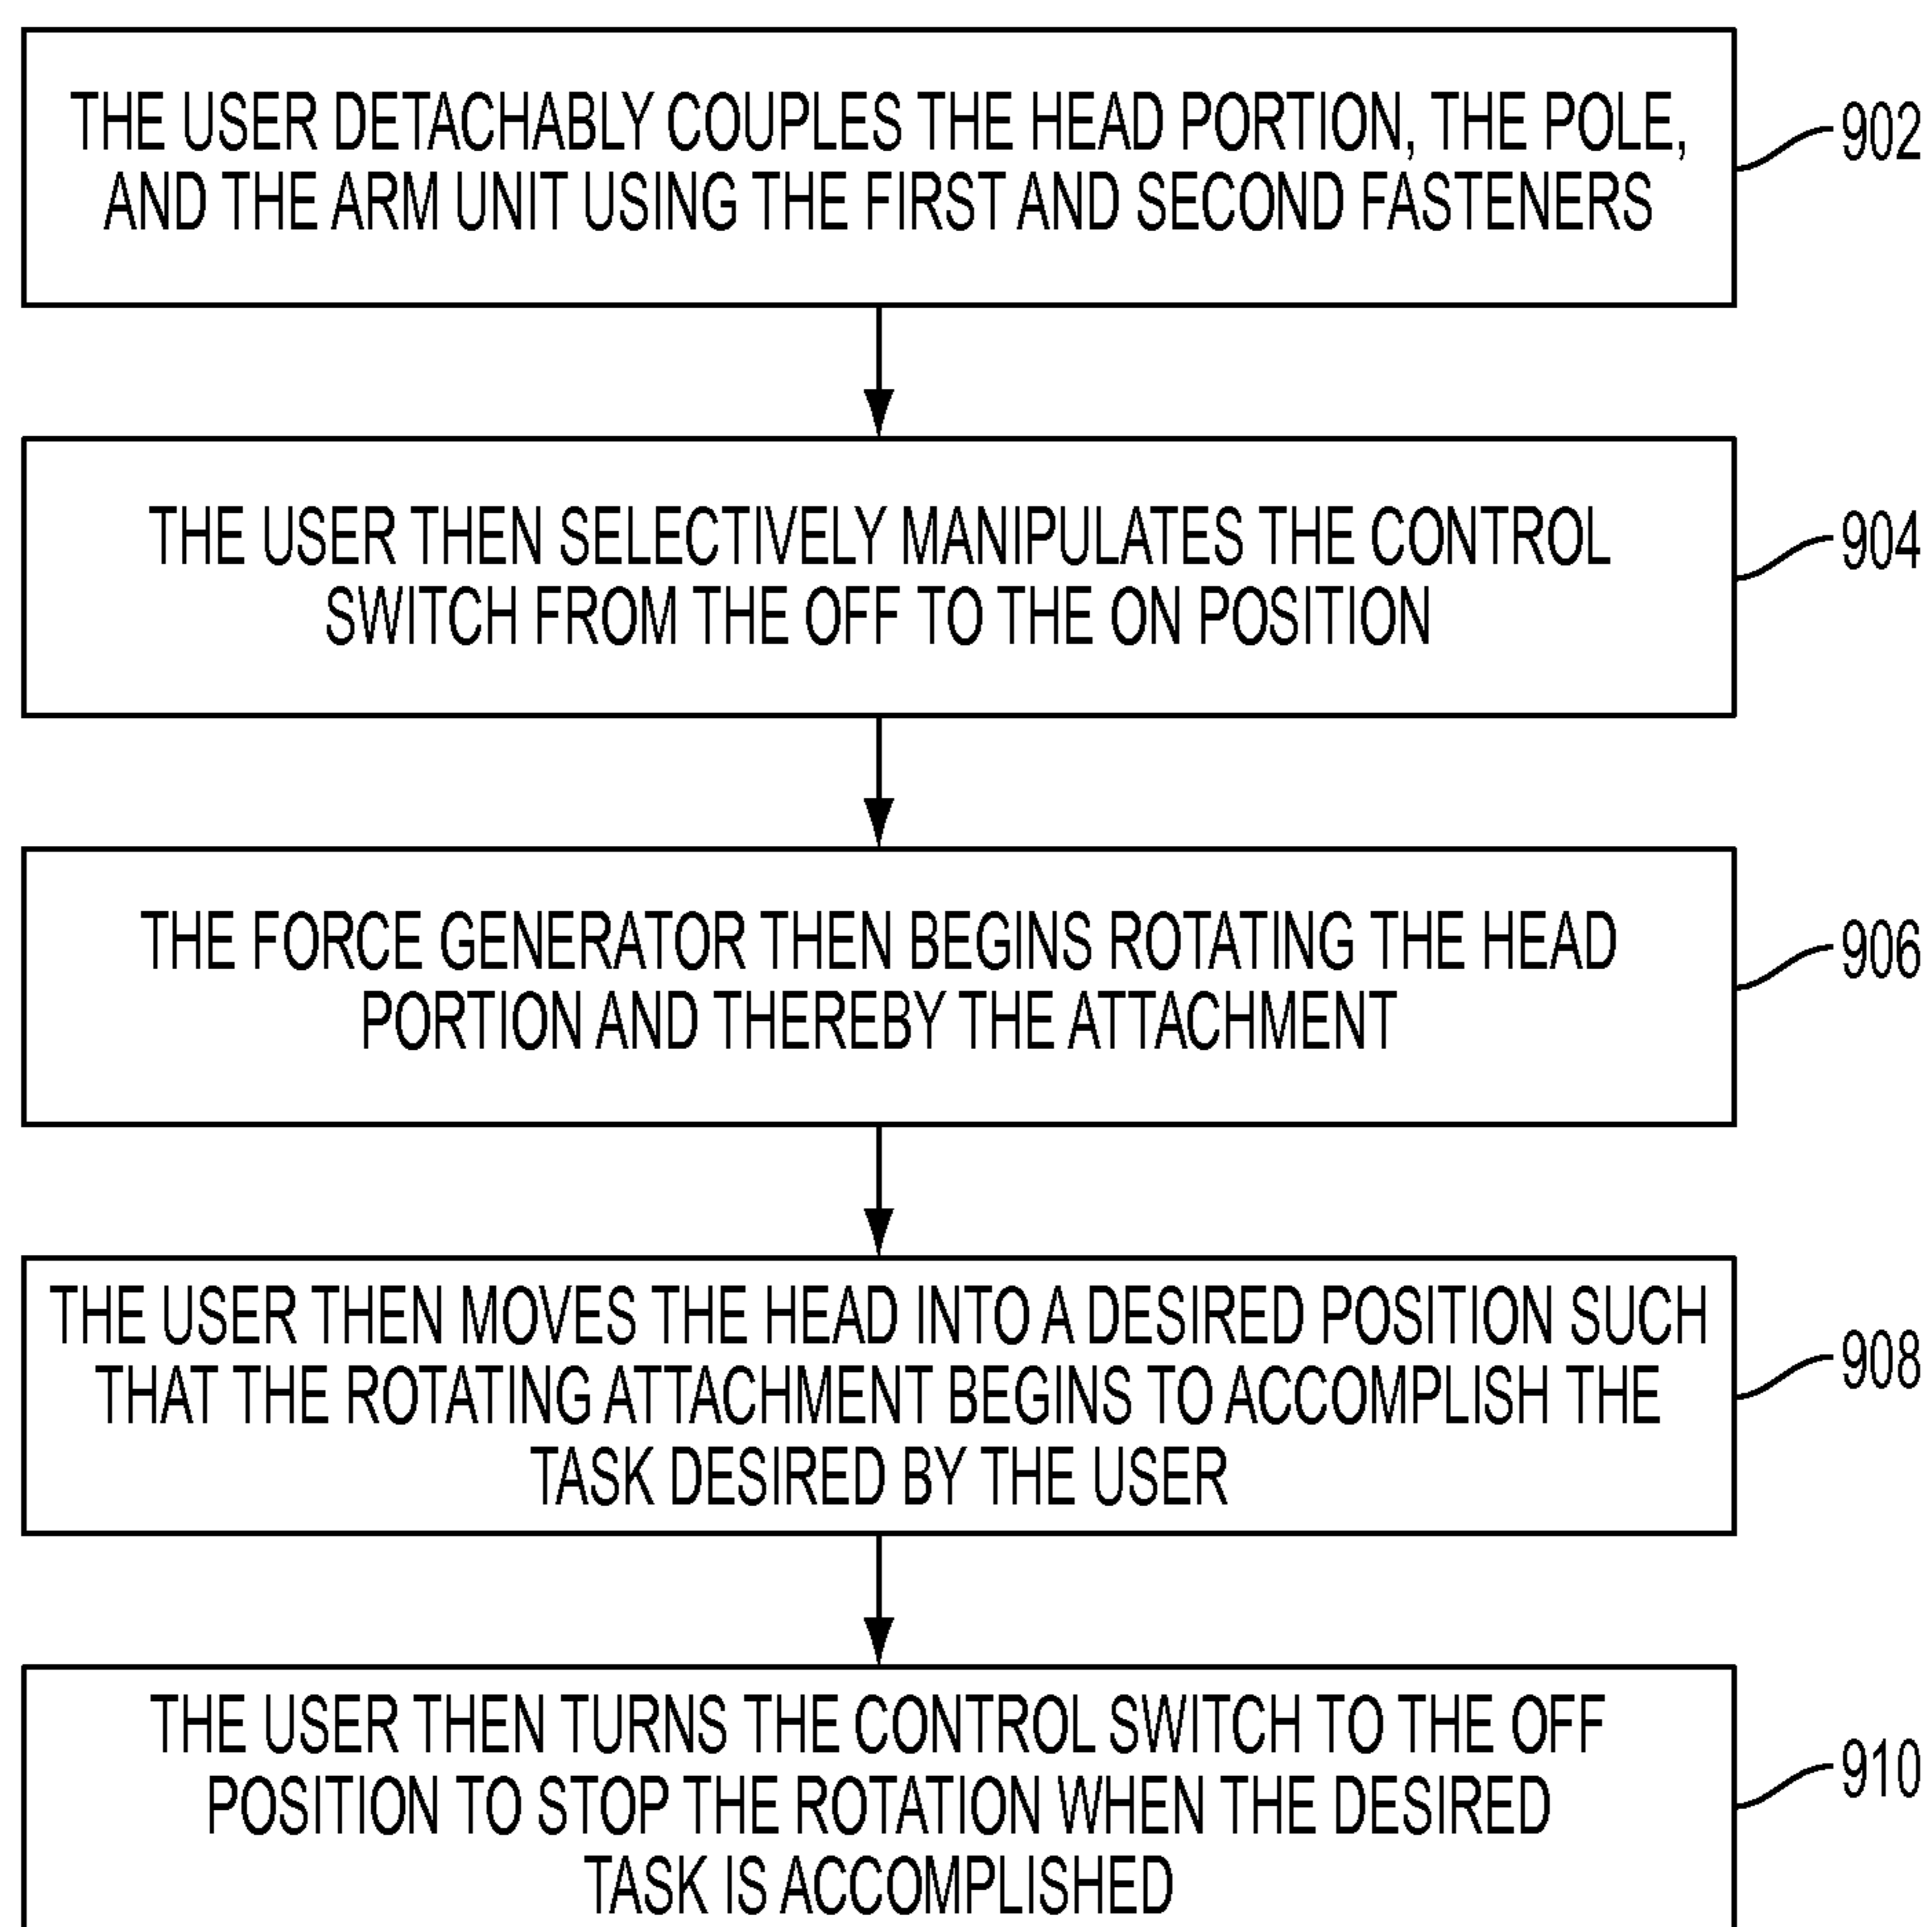 THE USER DETACHABLY COUPLES THE HEAD PORTION, THE POLE,
AND THE ARM UNIT USING THE FIRST AND SECOND FASTENERS
902
THE USER THEN SELECTIVELY MANIPULATES THE CONTROL
SWITCH FROM THE OFF TO THE ON POSITION
904
THE FORCE GENERATOR THEN BEGINS ROTATING THE HEAD
PORTION AND THEREBY THE ATTACHMENT
906
THE USER THEN MOVES THE HEAD INTO A DESIRED POSITION SUCH
THAT THE ROTATING ATTACHMENT BEGINS TO ACCOMPLISH THE
TASK DESIRED BY THE USER
908
THE USER THEN TURNS THE CONTROL SWITCH TO THE OFF
POSITION TO STOP THE ROTATION WHEN THE DESIRED
TASK IS ACCOMPLISHED
910